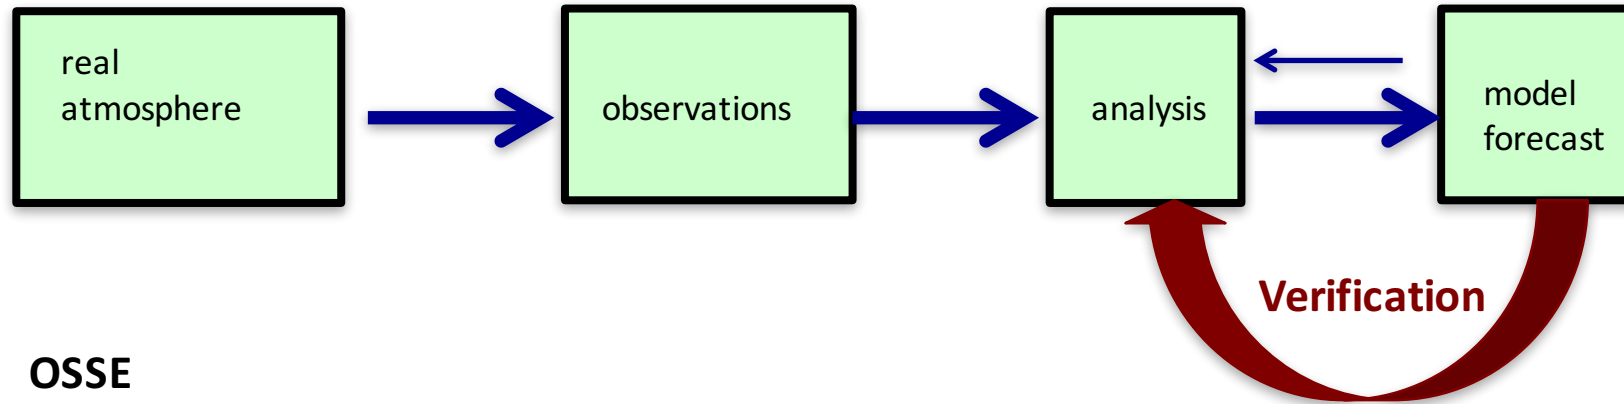 real
atmosphere
observations
analysis
model
forecast
Verification
OSSE